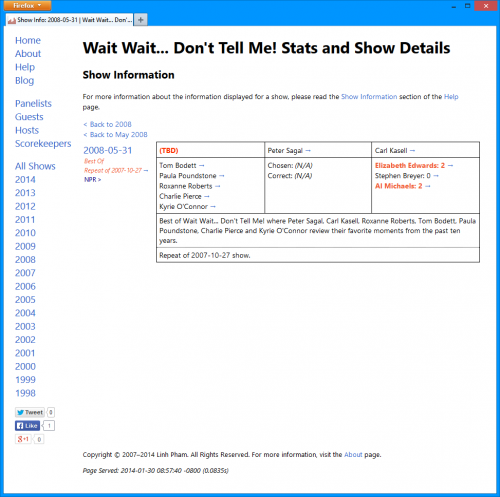 Firefox
Show Info: 2008-05-31 | Wait Wait... Don'...
Home
About
Help
Blog
Panelists
Guests
Hosts
Scorekeepers
All Shows
2014
2013
2012
2011
2010
2009
2008
2007
2006
2005
2004
2003
2002
2001
2000
1999
1998
Tweet 0
Like 1
+1 0
Wait Wait... Don't Tell Me! Stats and Show Details
Show Information
For more information about the information displayed for a show, please read the Show Information section of the Help
page.
< Back to 2008
< Back to May 2008
2008-05-31
Best Of
Repeat of 2007-10-27 →
NPR »
(TBD)
Peter Sagal →
Carl Kasell →
Tom Bodett →
Paula Poundstone →
Roxanne Roberts →
Charlie Pierce →
Kyrie O'Connor →
Chosen: (N/A)
Correct: (N/A)
Elizabeth Edwards: 2 →
Stephen Breyer: 0 →
Al Michaels: 2 →
Best of Wait Wait... Don't Tell Me! where Peter Sagal, Carl Kasell, Roxanne Roberts, Tom Bodett, Paula
Poundstone, Charlie Pierce and Kyrie O'Connor review their favorite moments from the past ten
years.
Repeat of 2007-10-27 show.
Copyright © 2007–2014 Linh Pham. All Rights Reserved. For more information, visit the About page.
Page Served: 2014-01-30 08:57:40 -0800 (0.0835s)